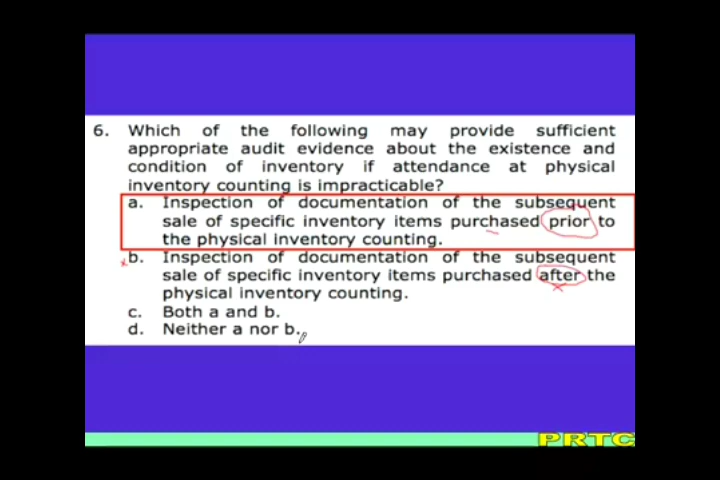 6. Which of the following may provide sufficient
appropriate audit evidence about the existence and
condition of inventory if attendance at physical
inventory counting is impracticable?
a. Inspection of documentation of the subsequent
sale of specific inventory items purchased prior to
the physical inventory counting.
b. Inspection of documentation of the subsequent
sale of specific inventory items purchased after the
physical inventory counting.
c. Both a and b.
d. Neither a nor b.
PRTC